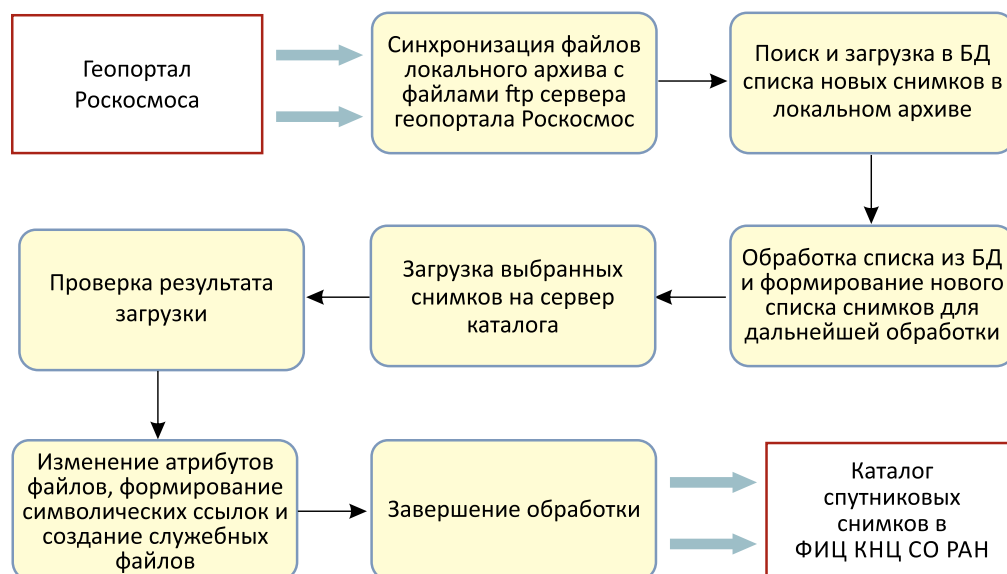 Геопортал
Роскосмоса
Синхронизация файлов
локального архива с
файлами ftp сервера
геопортала Роскосмос
Поиск и загрузка в БД
списка новых снимков в
локальном архиве
Обработка списка из БД
и формирование нового
списка снимков для
дальнейшей обработки
Загрузка выбранных
снимков на сервер
каталога
Проверка результата
загрузки
Изменение атрибутов
файлов, формирование
символических ссылок и
создание служебных
файлов
Завершение обработки
Каталог
спутниковых
снимков в
ФИЦ КНЦ СО РАН